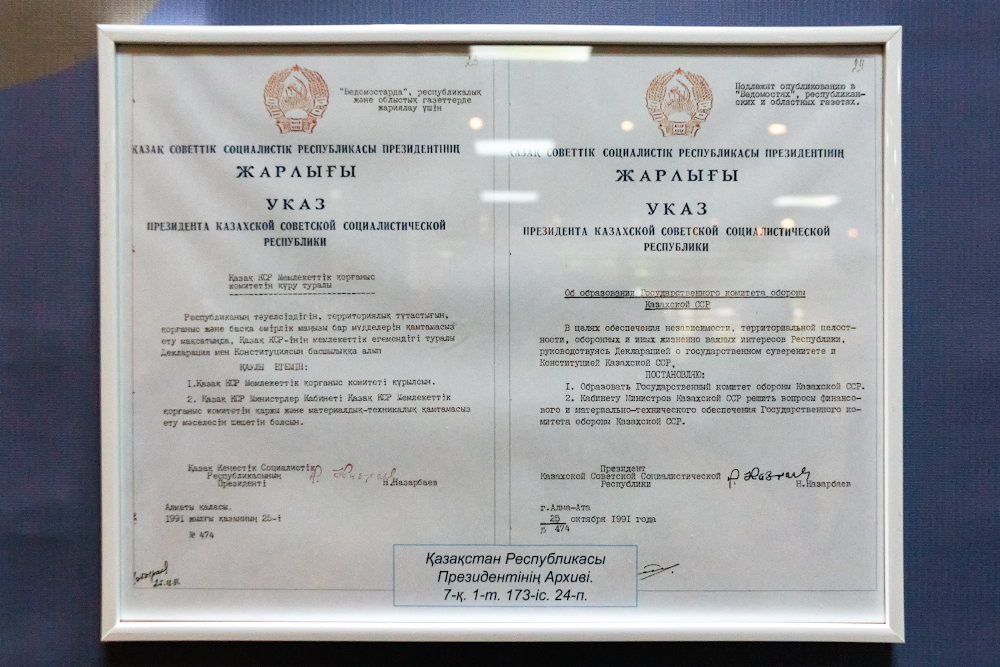 24
"Ведомостарда", республикалық
және облыстық газеттерде
жариялау үшін
ҚАЗАҚ СОВЕТТІК СОЦИАЛИСТІК РЕСПУБЛИКАСЫ ПРЕЗИДЕНТІНІҢ
ЖАРЛЫҒЫ
УКАЗ
ПРЕЗИДЕНТА КАЗАХСКОЙ СОВЕТСКОЙ СОЦИАЛИСТИЧЕСКОЙ
РЕСПУБЛИКИ
Қазақ КСР Мемлекеттік қорғаныс
комитетін құру туралы
Республиканың тәуелсіздігін, территориялық тұтастығын,
қорғаныс және басқа өмірлік маңызы бар мүдделерін қамтамасыз
ету мақсатында, Қазақ КСР-інің мемлекеттік егемендігі туралы
Декларация мен Конституциясын басшылыққа алып
ҚАУЛЫ ЕТЕМІН:
1.Қазақ КСР Мемлекеттік қорғаныс комитеті құрылсын.
2. Қазақ КСР Министрлер Кабинеті Қазақ КСР Мемлекеттік
қорғаныс комитетін қаржы және материалдық-техникалық қамтамасыз
ету мәселесін шешетін болсын.
Қазақ Кеңестік Социалистік
Республикасының
Президенті
Н.Назарбаев
Алматы қаласы.
1991 жылғы қазанның 25-і
№ 474
24
Подлежит опубликованию в
"Ведомостях", республикан-
ских и областных газетах.
ҚАЗАҚ СОВЕТТІК СОЦИАЛИСТІК РЕСПУБЛИКАСЫ ПРЕЗИДЕНТІНІҢ
ЖАРЛЫҒЫ
УКАЗ
ПРЕЗИДЕНТА КАЗАХСКОЙ СОВЕТСКОЙ СОЦИАЛИСТИЧЕСКОЙ
РЕСПУБЛИКИ
Об образовании Государственного комитета обороны
Казахской ССР
В целях обеспечения независимости, территориальной целост-
ности, оборонных и иных жизненно важных интересов Республики,
руководствуясь Декларацией о государственном суверенитете и
Конституцией Казахской ССР,
ПОСТАНОВЛЯЮ:
1. Образовать Государственный комитет обороны Казахской ССР.
2. Кабинету Министров Казахской ССР решить вопросы финансо-
вого и материально-технического обеспечения Государственного ко-
митета обороны Казахской ССР.
Президент
Казахской Советской Социалистической
Республики
Н.Назарбаев
г.Алма-Ата
25 октября 1991 года
№ 474
Қазақстан Республикасы
Президентінің Архиві.
7-қ. 1-т. 173-іс. 24-п.